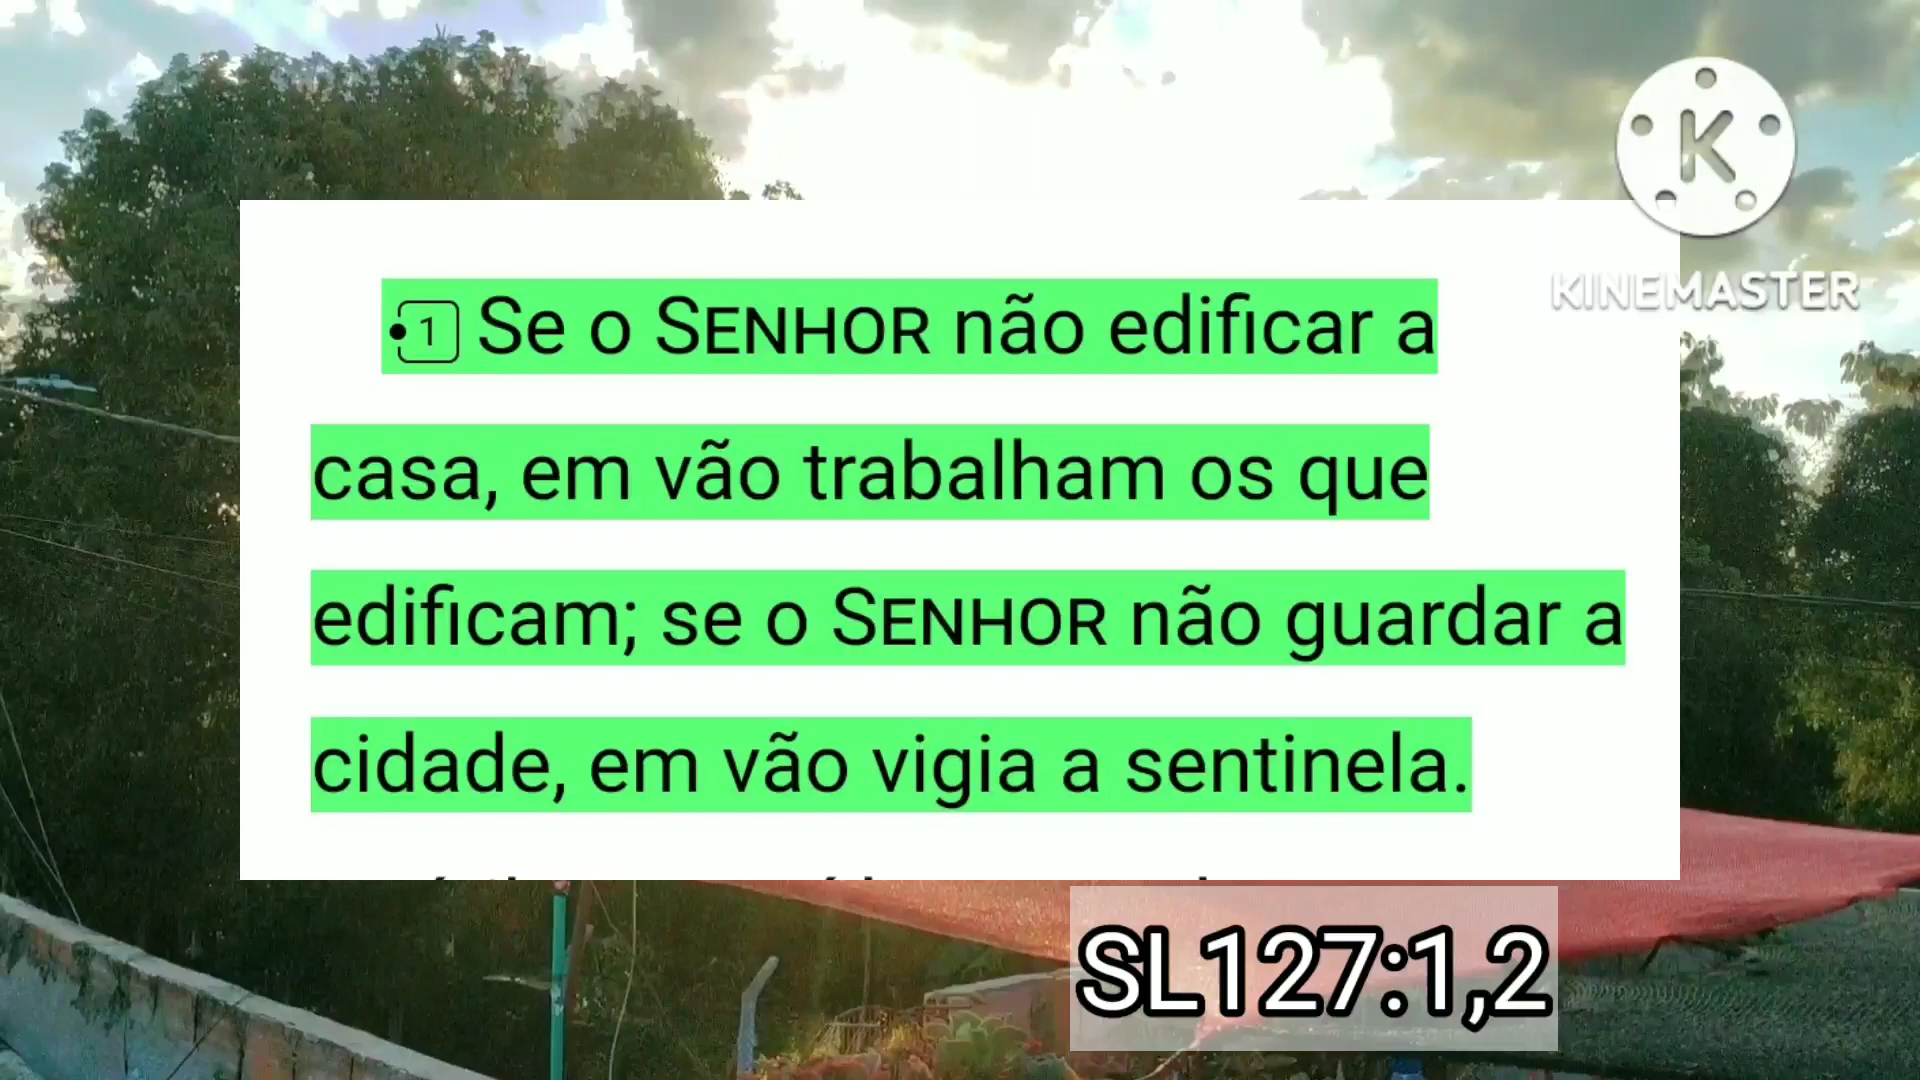 1 Se o SENHOR não edificar a
casa, em vão trabalham os que
edificam; se o SENHOR não guardar a
cidade, em vão vigia a sentinela.
SL127:1,2
K
KINEMASTER